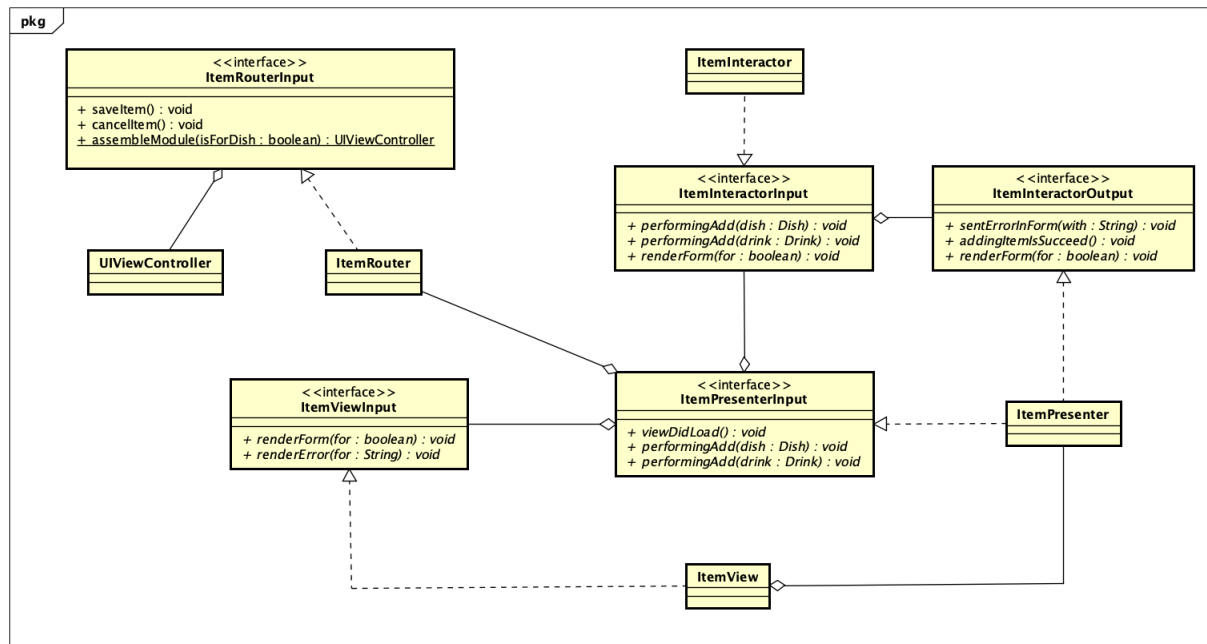 pkg
<<interface>>
ItemRouterInput
+ saveItem() : void
+ cancelItem() : void
+ assembleModule(isForDish : boolean) : UIViewController
ItemInteractor
<<interface>>
ItemInteractorInput
+ performingAdd(dish : Dish) : void
+ performingAdd(drink : Drink) : void
+ renderForm(for : boolean) : void
<<interface>>
ItemInteractorOutput
+ sentErrorInForm(with : String) : void
+ addingItemIsSucceed() : void
+ renderForm(for : boolean) : void
UIViewController
ItemRouter
<<interface>>
ItemViewInput
+ renderForm(for : boolean) : void
+ renderError(for : String) : void
<<interface>>
ItemPresenterInput
+ viewDidLoad() : void
+ performingAdd(dish : Dish) : void
+ performingAdd(drink : Drink) : void
ItemPresenter
ItemView